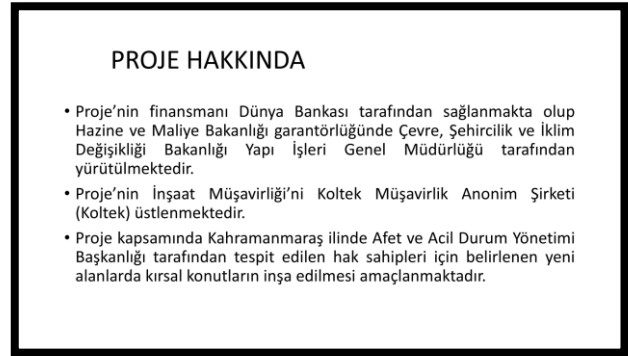 PROJE HAKKINDA
• Proje’nin finansmanı Dünya Bankası tarafından sağlanmakta olup
Hazine ve Maliye Bakanlığı garantörlüğünde Çevre, Şehircilik ve İklim
Değişikliği Bakanlığı Yapı İşleri Genel Müdürlüğü tarafından
yürütülmektedir.
• Proje’nin İnşaat Müşavirliği’ni Koltek Müşavirlik Anonim Şirketi
(Koltek) üstlenmektedir.
• Proje kapsamında Kahramanmaraş ilinde Afet ve Acil Durum Yönetimi
Başkanlığı tarafından tespit edilen hak sahipleri için belirlenen yeni
alanlarda kırsal konutların inşa edilmesi amaçlanmaktadır.